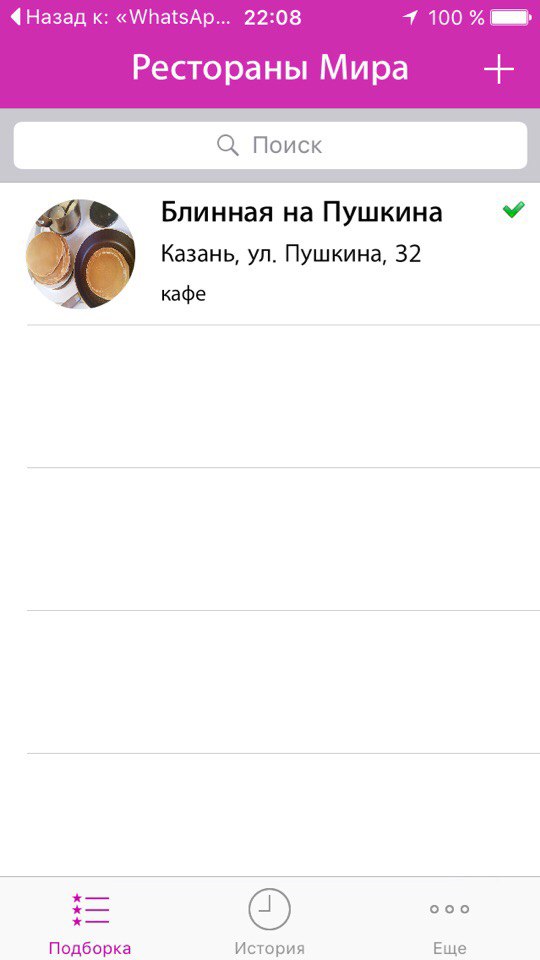 Назад к: «WhatsAp... 22:08 100 %
Рестораны Мира
Поиск
Блинная на Пушкина
Казань, ул. Пушкина, 32
кафе
Подборка История Еще